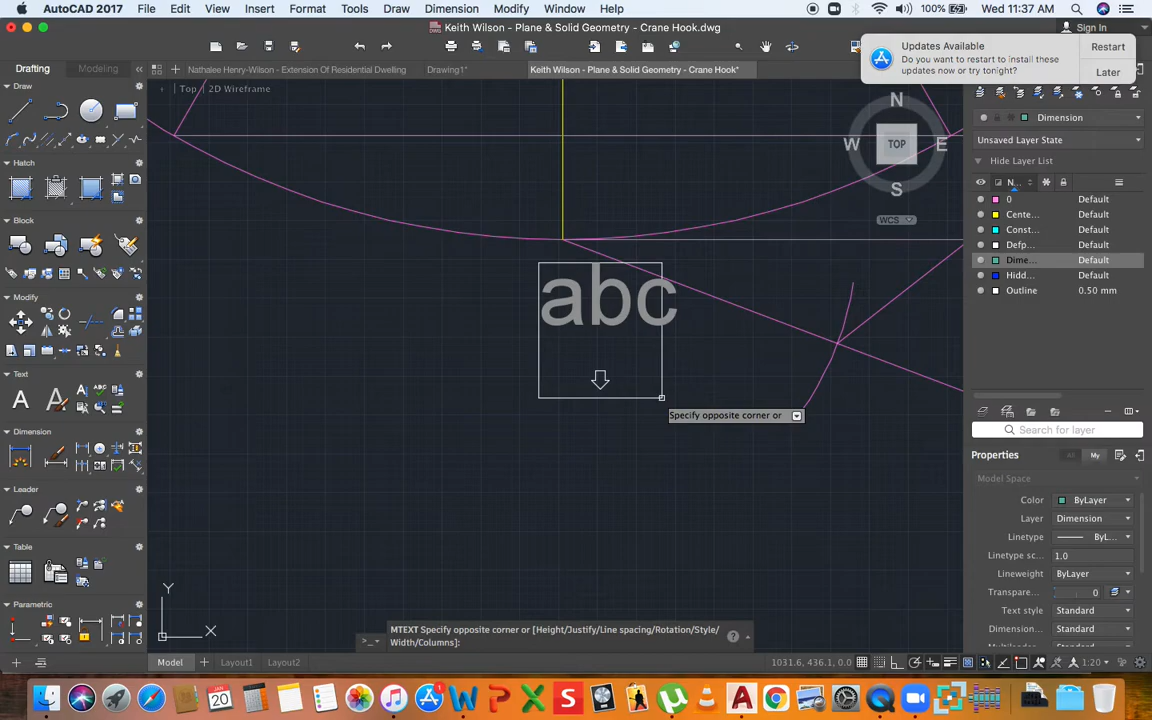 AutoCAD 2017 File Edit View Insert Format Tools Draw Dimension Modify Window Help 100% Wed 11:37 AM
Keith Wilson - Plane & Solid Geometry - Crane Hook.dwg
Sign In
Updates Available
Do you want to restart to install these
updates now or try tonight?
Restart
Later
Drafting Modeling
Nathalee Henry-Wilson - Extension Of Residential Dwelling Drawing1* Keith Wilson - Plane & Solid Geometry - Crane Hook*
Top 2D Wireframe
Draw
Hatch
Block
Modify
Text
Dimension
Leader
Table
Parametric
N
W TOP E
S
WCS
abc
Specify opposite corner or
Y
X
MTEXT Specify opposite corner or [Height/Justify/Line spacing/Rotation/Style/
Width/Columns]:
Model Layout1 Layout2
1031.6, 436.1, 0.0
1:20
Dimension
Unsaved Layer State
Hide Layer List
N...
0 Default
Cente... Default
Const... Default
Defp... Default
Dime... Default
Hidd... Default
Outline 0.50 mm
Search for layer
Properties
All My
Model Space
Color ByLayer
Layer Dimension
Linetype ByL...
Linetype sc... 1.0
Lineweight ByLayer
Transpare... 0
Text style Standard
Dimension... Standard
JAN
20